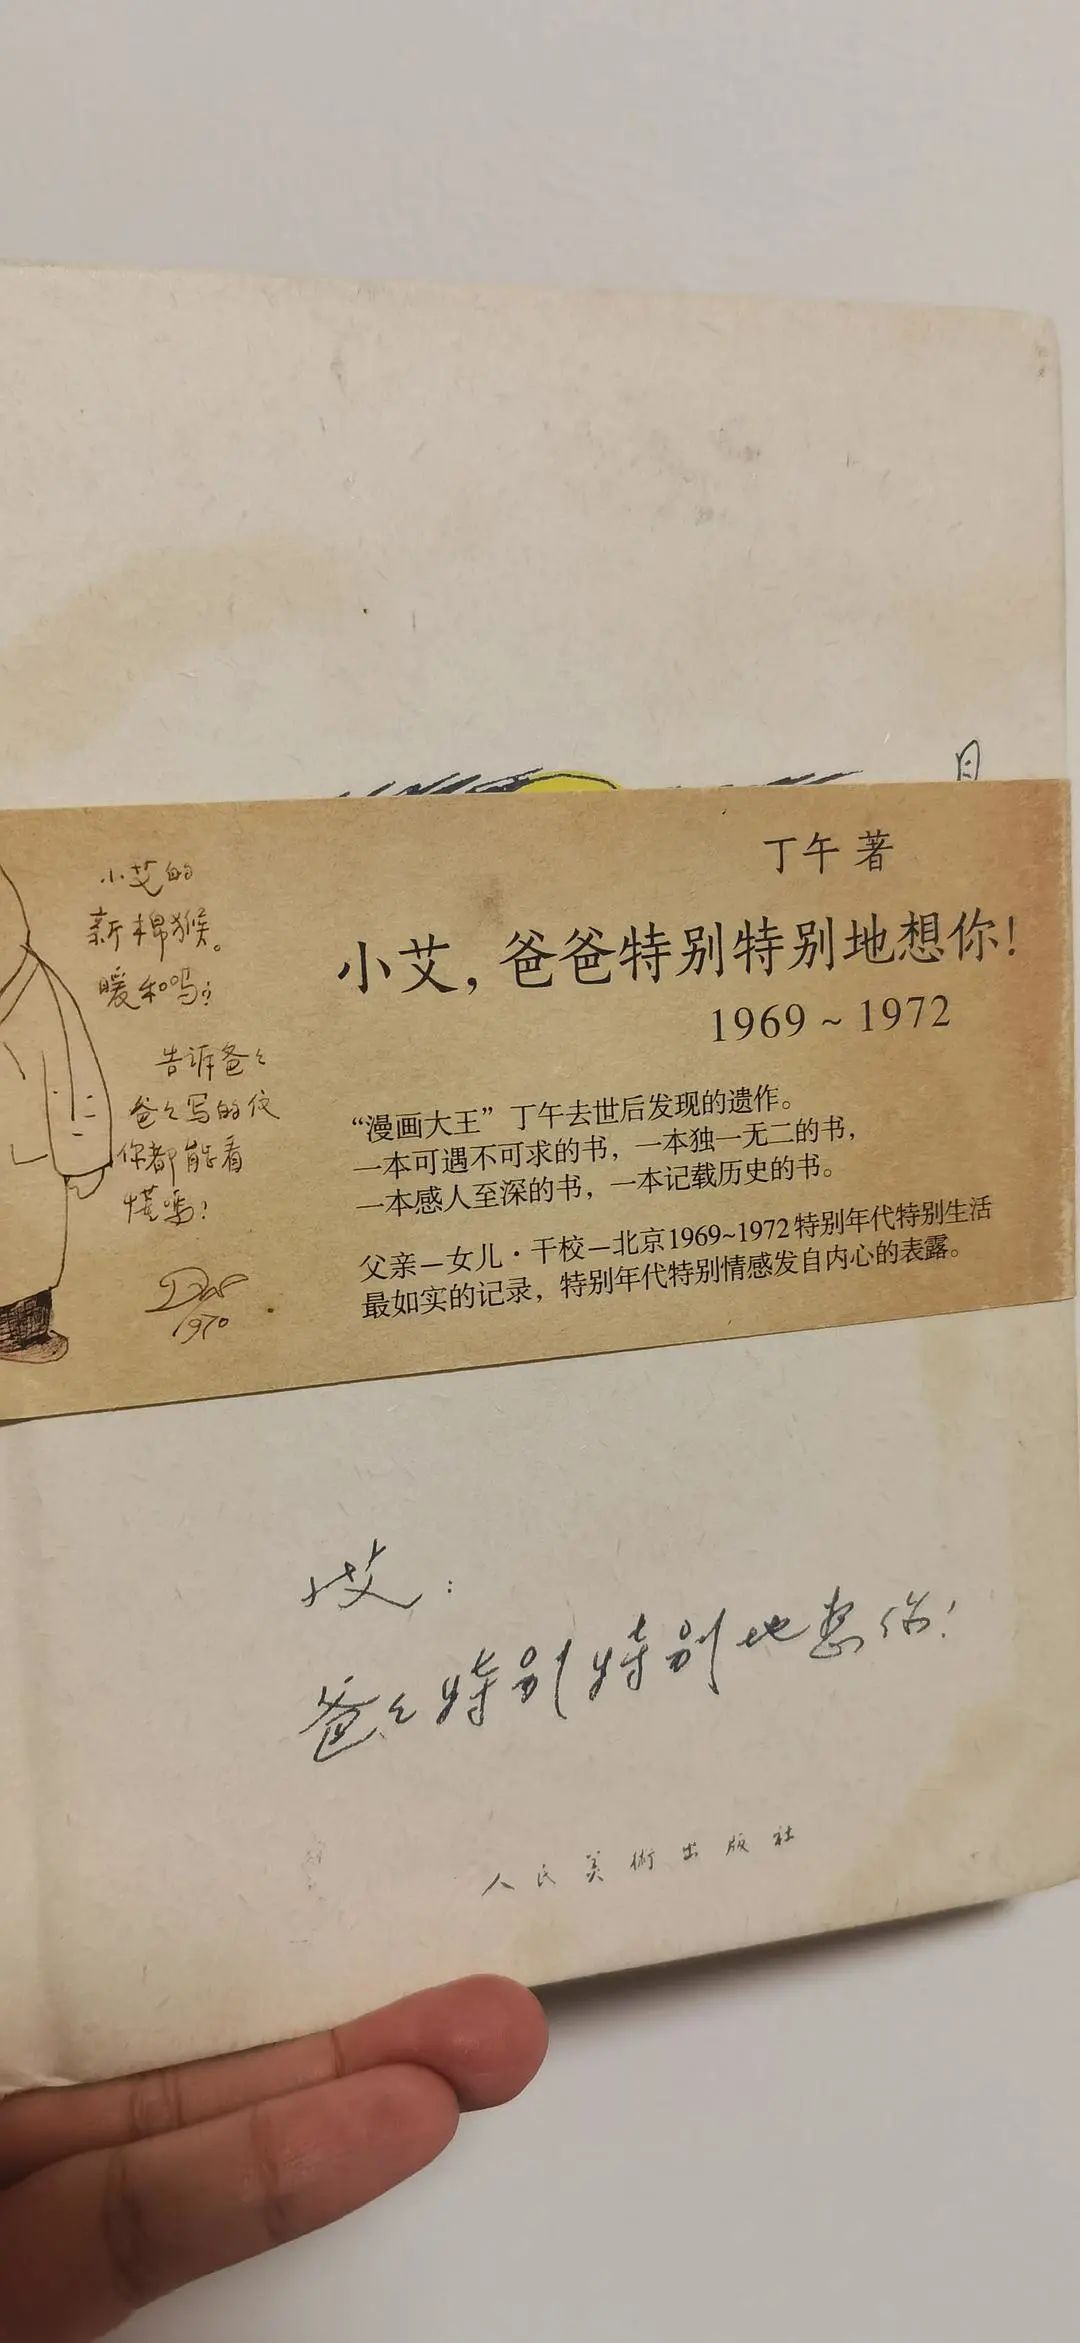 月
小艾的
新棉猴。
暖和吗?
告诉爸々
爸々写的仅
你都能看
懂吗?
1970
丁午 著
小艾，爸爸特别特别地想你！
1969～1972
“漫画大王”丁午去世后发现的遗作。
一本可遇不可求的书，一本独一无二的书，
一本感人至深的书，一本记载历史的书。
父亲—女儿·干校—北京1969~1972特别年代特别生活
最如实的记录，特别年代特别情感发自内心的表露。
小艾：
爸々特别特别地想你！
人民美術出版社